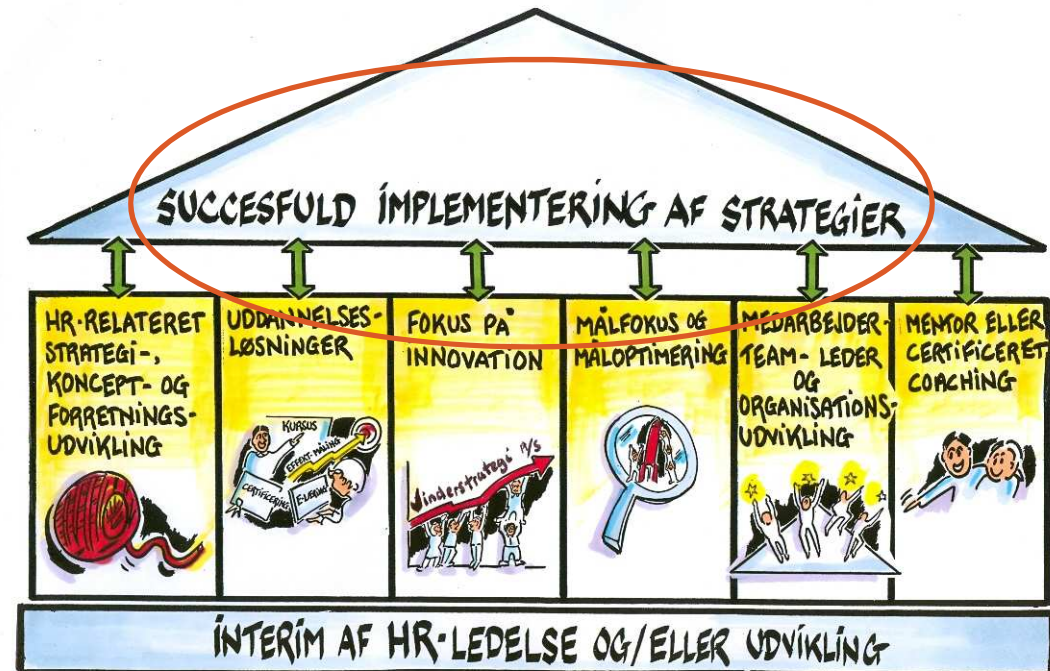 SUCCESFULD IMPLEMENTERING AF STRATEGIER
HR-RELATERET
STRATEGI-,
KONCEPT- OG
FORRETNINGS-
UDVIKLING
UDDANNELSES-
LØSNINGER
KURSUS
EFFEKT-MÅLING
CERTIFICERING
E-LÆRING
FOKUS PÅ
INNOVATION
Vinderstrategi A/S
MÅLFOKUS OG
MÅLOPTIMERING
MEDARBEJDER-
TEAM- LEDER
OG
ORGANISATIONS-
UDVIKLING
MENTOR ELLER
CERTIFICERET
COACHING
INTERIM AF HR-LEDELSE OG/ELLER UDVIKLING